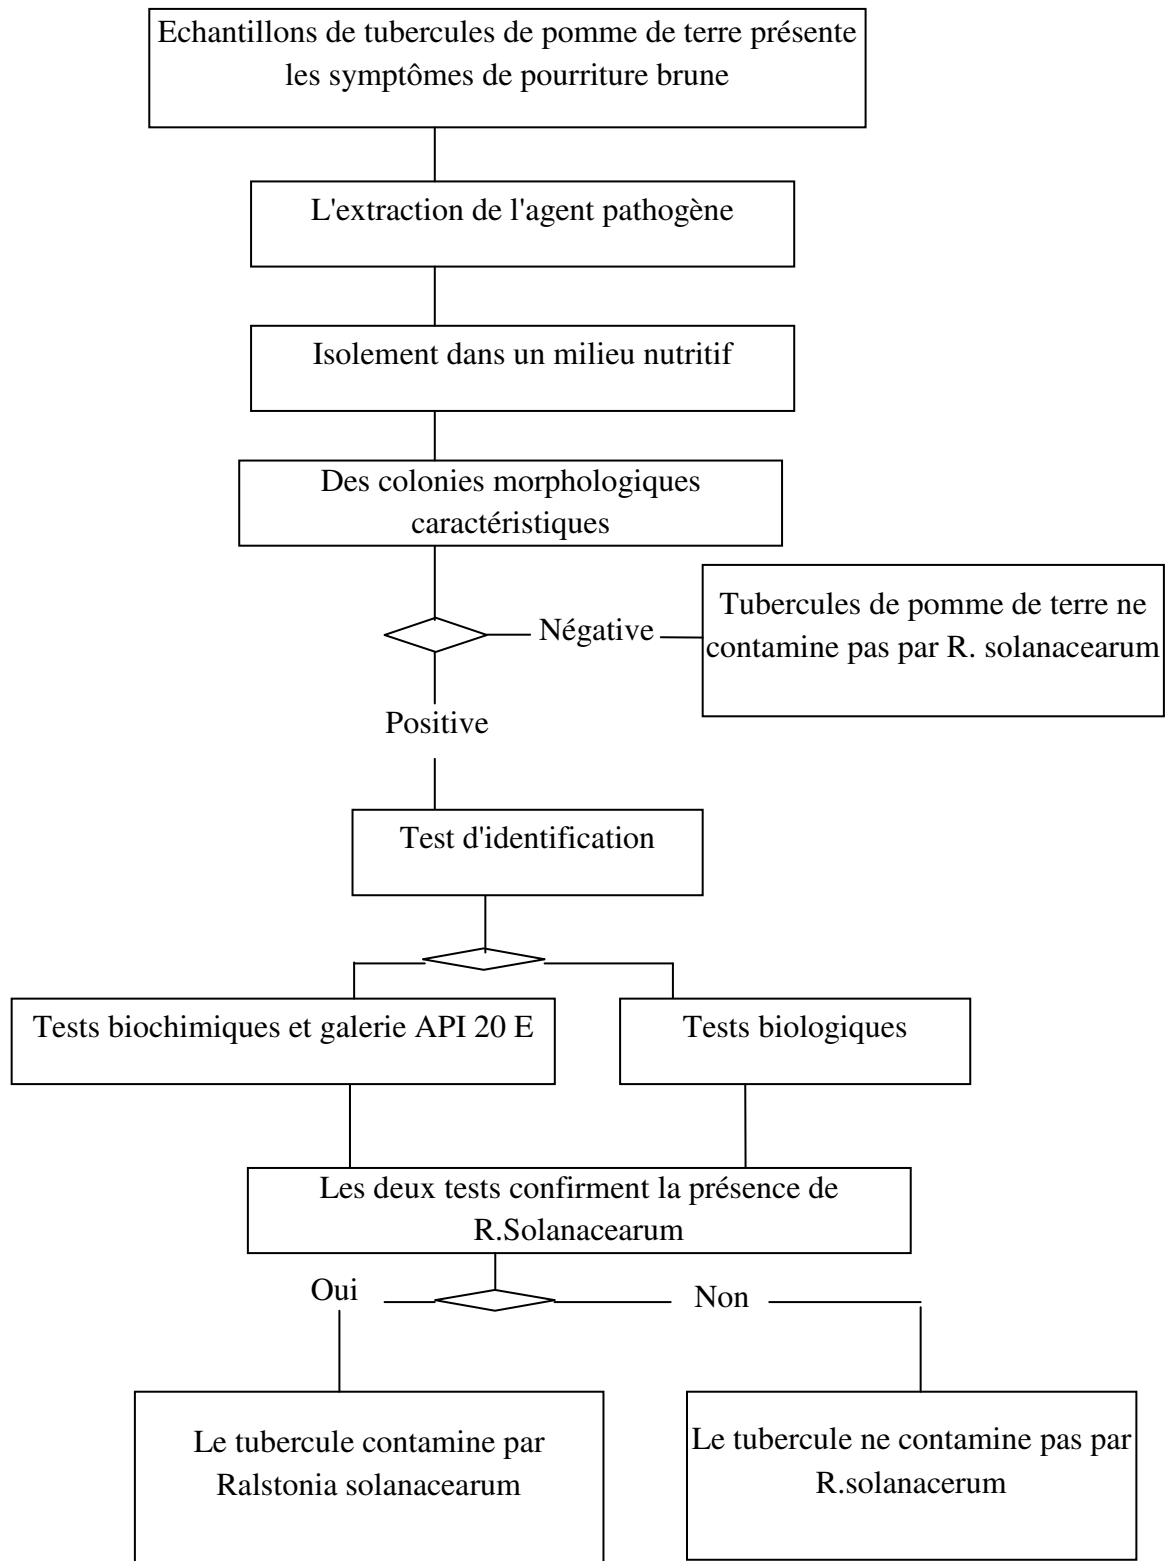 Echantillons de tubercules de pomme de terre présente
les symptômes de pourriture brune
L'extraction de l'agent pathogène
Isolement dans un milieu nutritif
Des colonies morphologiques
caractéristiques
Négative
Tubercules de pomme de terre ne
contamine pas par R. solanacearum
Positive
Test d'identification
Tests biochimiques et galerie API 20 E
Tests biologiques
Les deux tests confirment la présence de
R.Solanacearum
Oui
Non
Le tubercule contamine par
Ralstonia solanacearum
Le tubercule ne contamine pas par
R.solanacerum